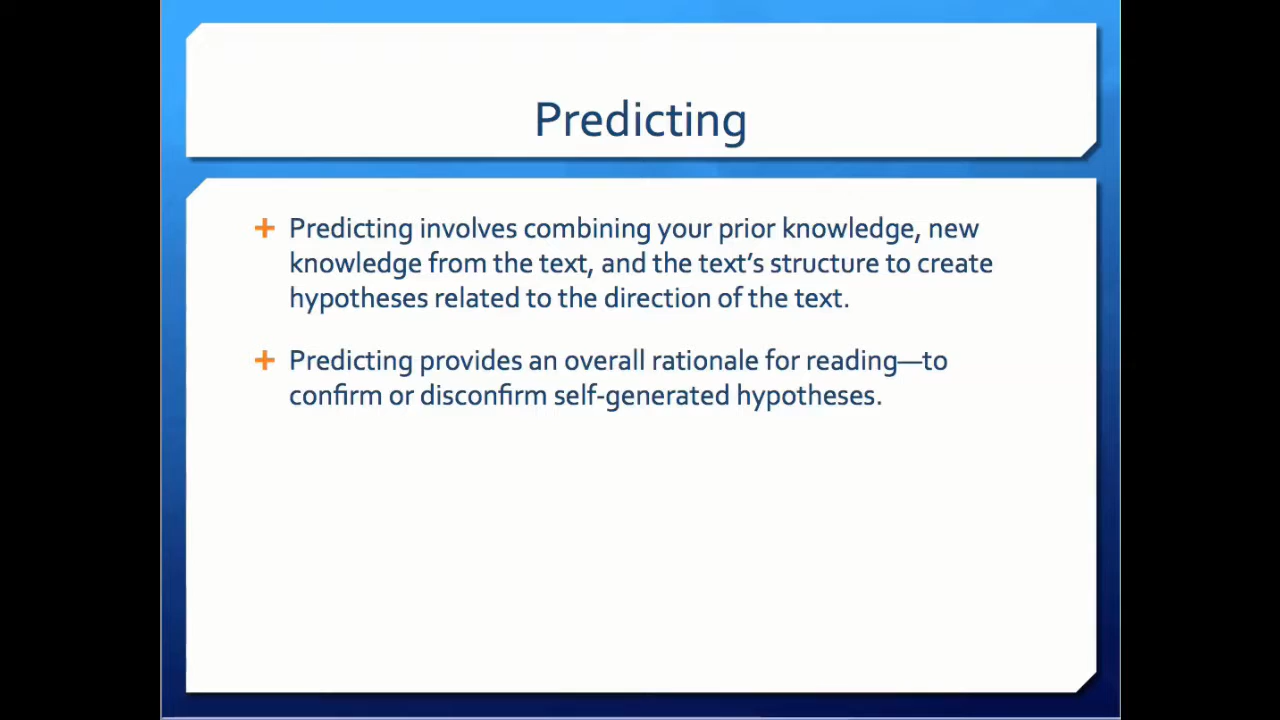 Predicting
+ Predicting involves combining your prior knowledge, new
knowledge from the text, and the text’s structure to create
hypotheses related to the direction of the text.
+ Predicting provides an overall rationale for reading—to
confirm or disconfirm self-generated hypotheses.